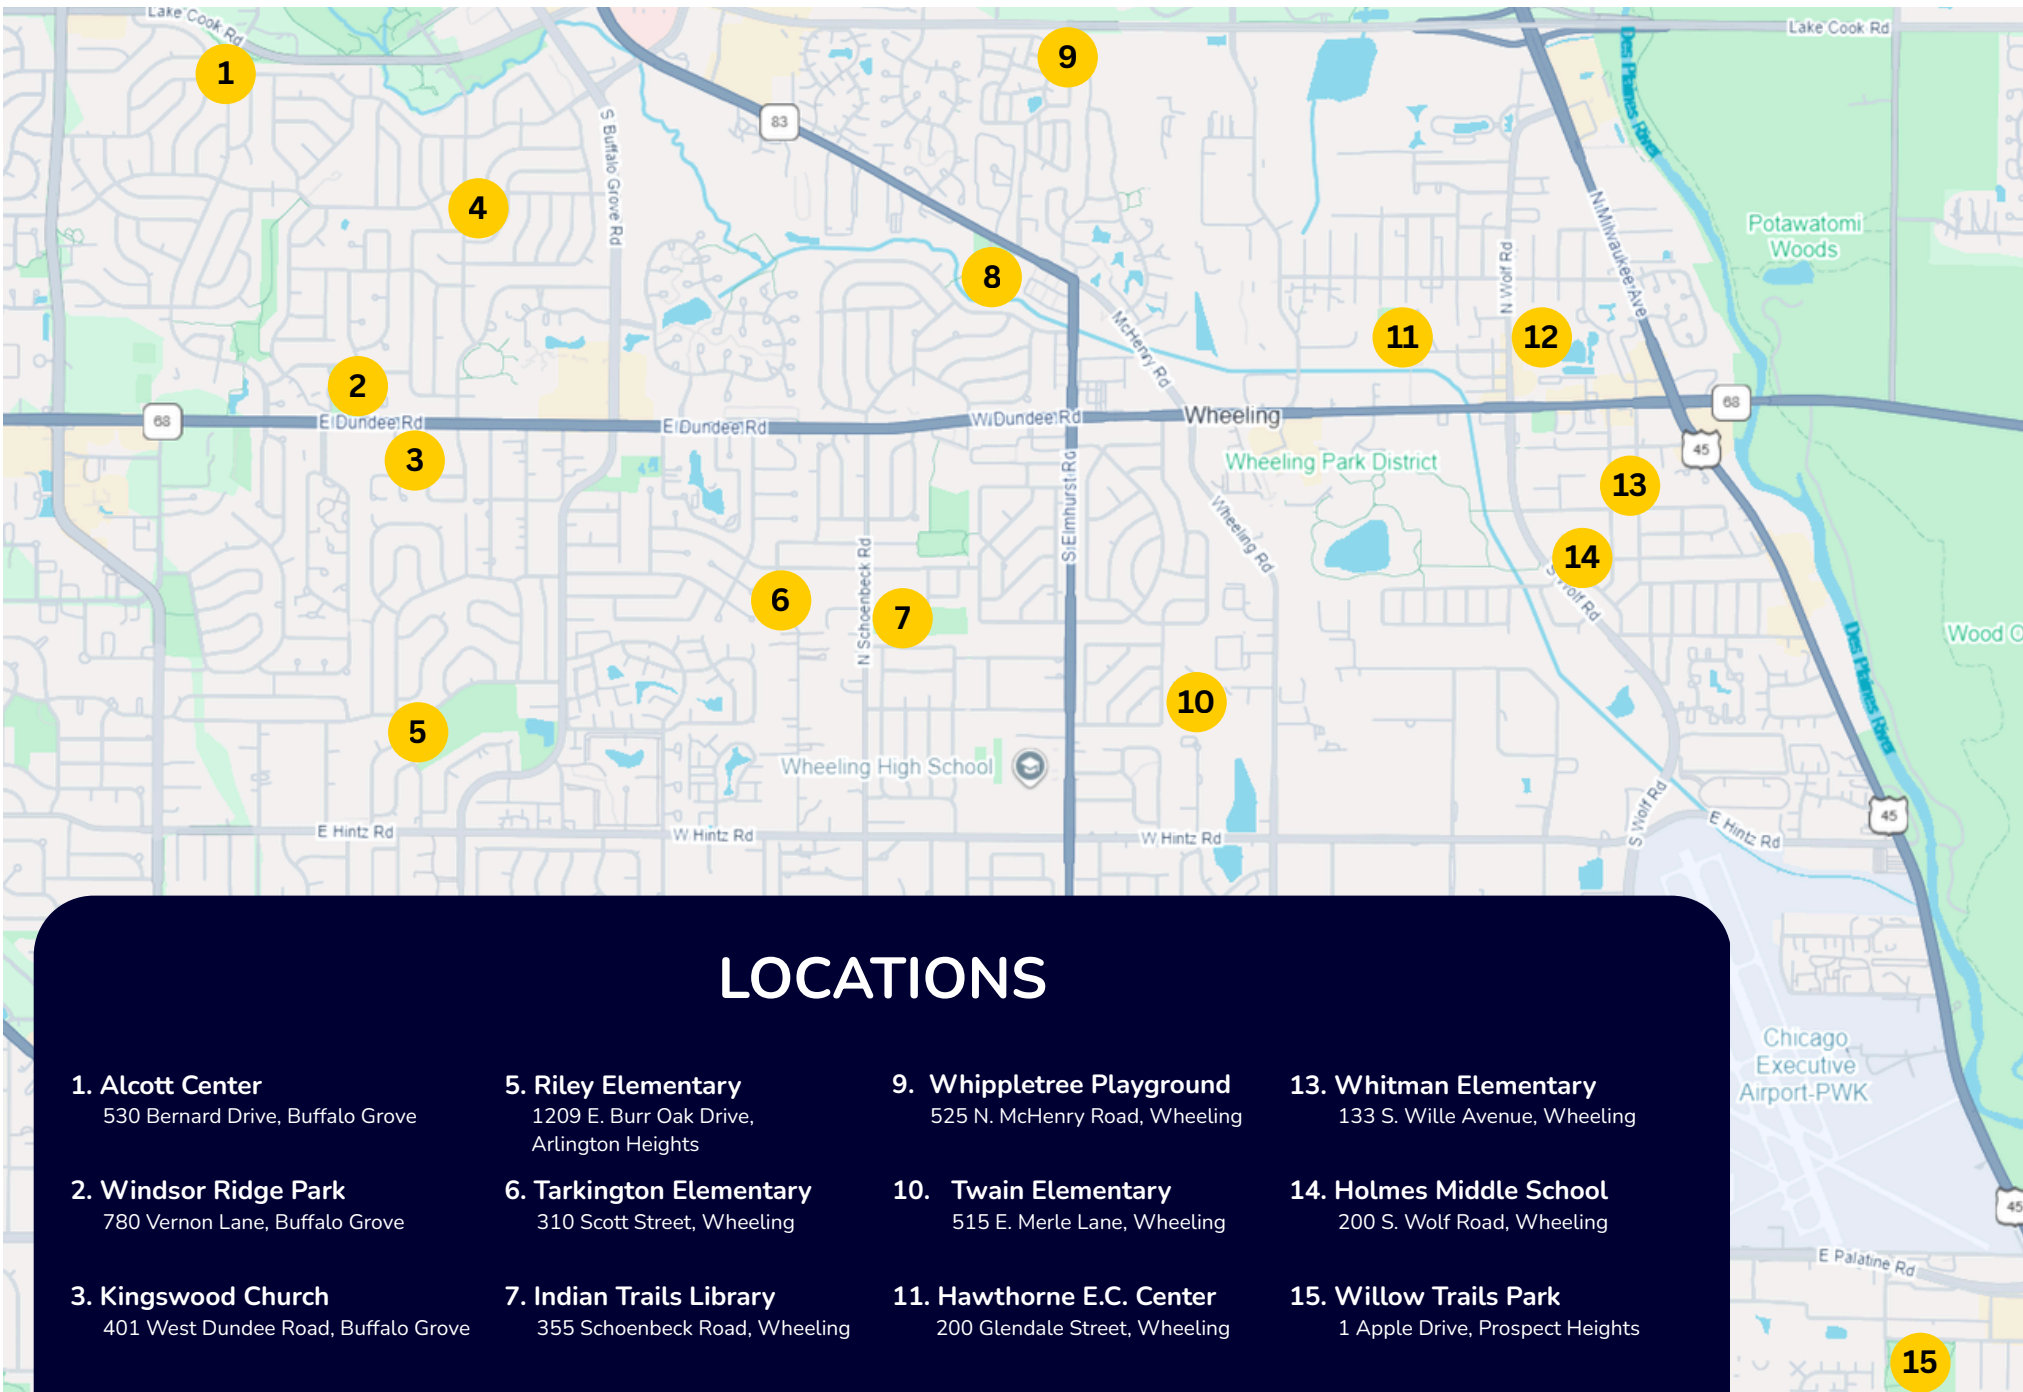 Lake Cook Rd
Lake Cook Rd
1
9
83
S Buffalo Grove Rd
Des Plaines River
4
N Milwaukee Ave
Potawatomi
Woods
8
N Wolf Rd
McHenry Rd
11
12
2
68
E Dundee Rd
E Dundee Rd
W Dundee Rd
Wheeling
68
45
3
Wheeling Park District
S Elmhurst Rd
13
Wheeling Rd
14
S Wolf Rd
6
N Schoenbeck Rd
7
Wood
Des Plaines River
10
5
Wheeling High School
E Hintz Rd
W Hintz Rd
W Hintz Rd
S Wolf Rd
E Hintz Rd
45
Chicago
Executive
Airport-PWK
45
E Palatine Rd
15
LOCATIONS
1. Alcott Center
530 Bernard Drive, Buffalo Grove
2. Windsor Ridge Park
780 Vernon Lane, Buffalo Grove
3. Kingswood Church
401 West Dundee Road, Buffalo Grove
5. Riley Elementary
1209 E. Burr Oak Drive,
Arlington Heights
6. Tarkington Elementary
310 Scott Street, Wheeling
7. Indian Trails Library
355 Schoenbeck Road, Wheeling
9. Whippletree Playground
525 N. McHenry Road, Wheeling
10. Twain Elementary
515 E. Merle Lane, Wheeling
11. Hawthorne E.C. Center
200 Glendale Street, Wheeling
13. Whitman Elementary
133 S. Wille Avenue, Wheeling
14. Holmes Middle School
200 S. Wolf Road, Wheeling
15. Willow Trails Park
1 Apple Drive, Prospect Heights